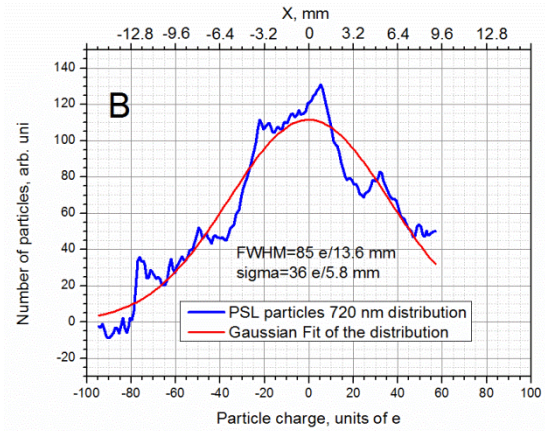 X, mm
-12.8 -9.6 -6.4 -3.2 0 3.2 6.4 9.6 12.8
140
120
100
80
60
40
20
0
-20
Number of particles, arb. uni
B
FWHM=85 e/13.6 mm
sigma=36 e/5.8 mm
PSL particles 720 nm distribution
Gaussian Fit of the distribution
-100 -80 -60 -40 -20 0 20 40 60 80 100
Particle charge, units of e